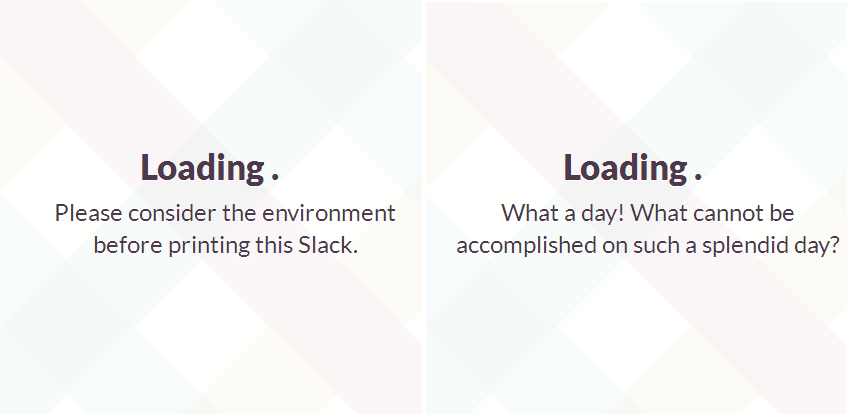 Loading .
Please consider the environment
before printing this Slack.
Loading .
What a day! What cannot be
accomplished on such a splendid day?